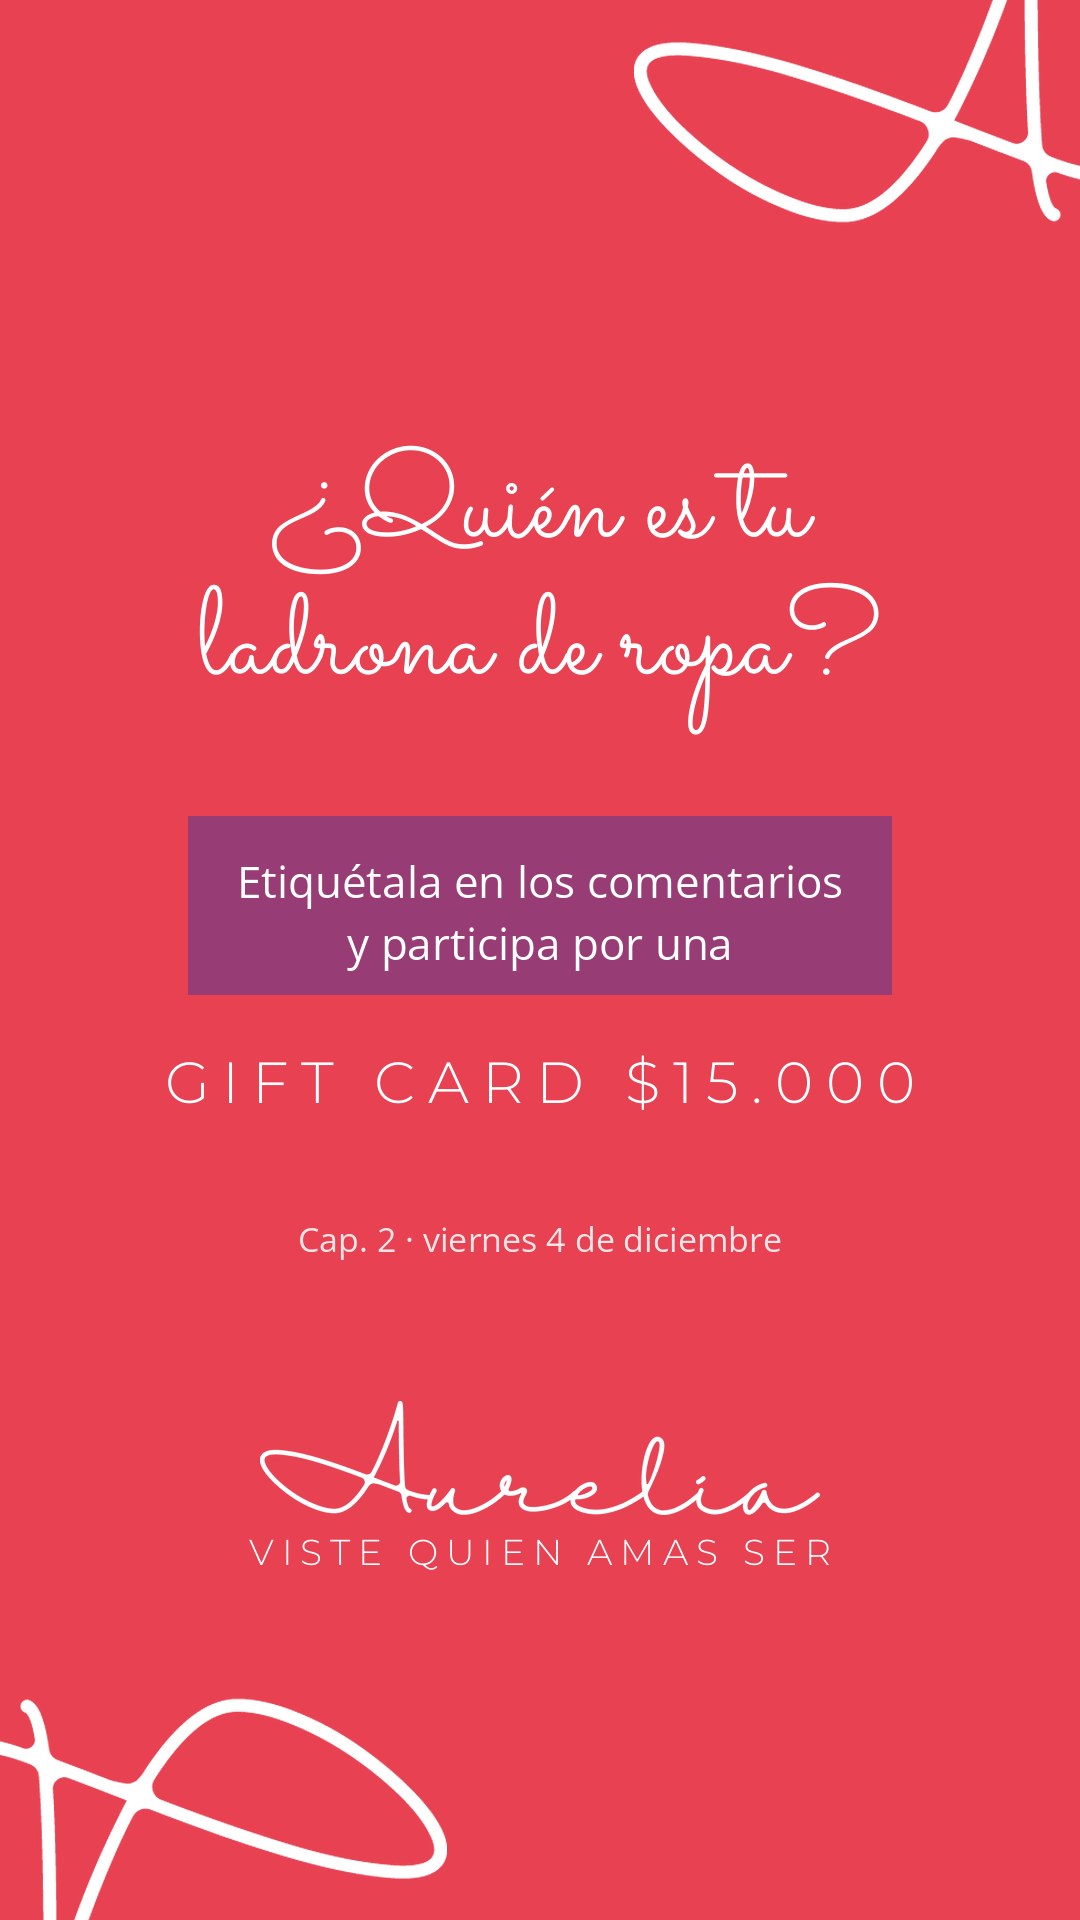 ¿Quién es tu
ladrona de ropa?
Etiquétala en los comentarios
y participa por una
GIFT CARD $15.000
Cap. 2 · viernes 4 de diciembre
Aurelia
VISTE QUIEN AMAS SER